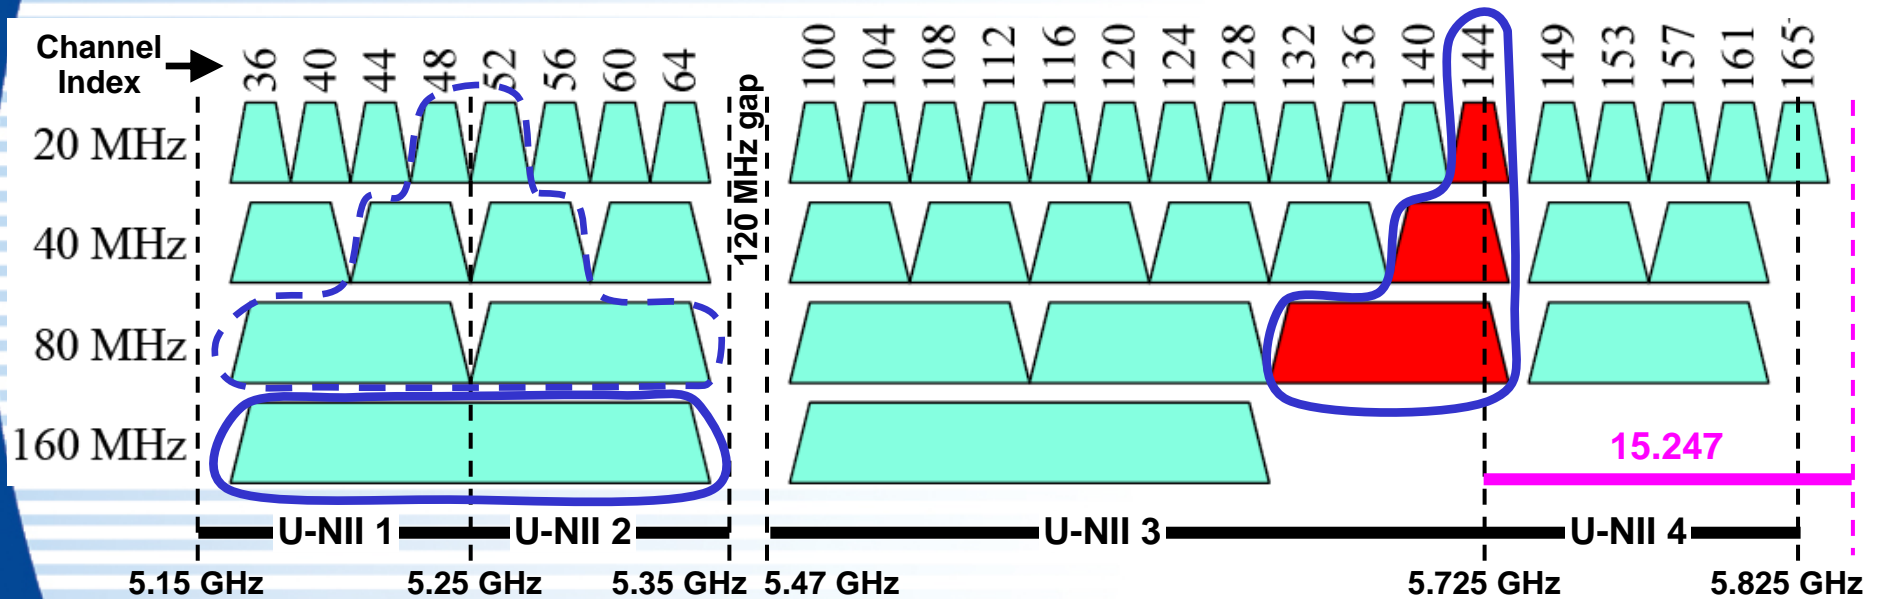 Channel
Index
36 40 44 48 52 56 60 64 100 104 108 112 116 120 124 128 132 136 140 144 149 153 157 161 165
120 MHz gap
20 MHz
40 MHz
80 MHz
160 MHz
15.247
U-NII 1 U-NII 2 U-NII 3 U-NII 4
5.15 GHz 5.25 GHz 5.35 GHz 5.47 GHz 5.725 GHz 5.825 GHz